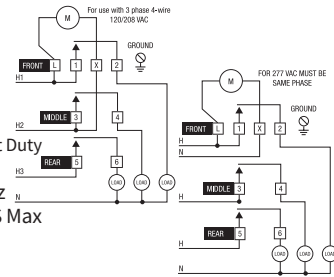 For use with 3 phase 4-wire
120/208 VAC
M
GROUND
FRONT L 1 X 2
H1
MIDDLE 3 4
H2
t Duty
REAR 5 6
H3
LOAD LOAD LOAD
z
N
S Max
FOR 277 VAC MUST BE
SAME PHASE
M
GROUND
FRONT L 1 X 2
H
N
MIDDLE 3 4
H
REAR 5 6
H
LOAD LOAD LOAD
N